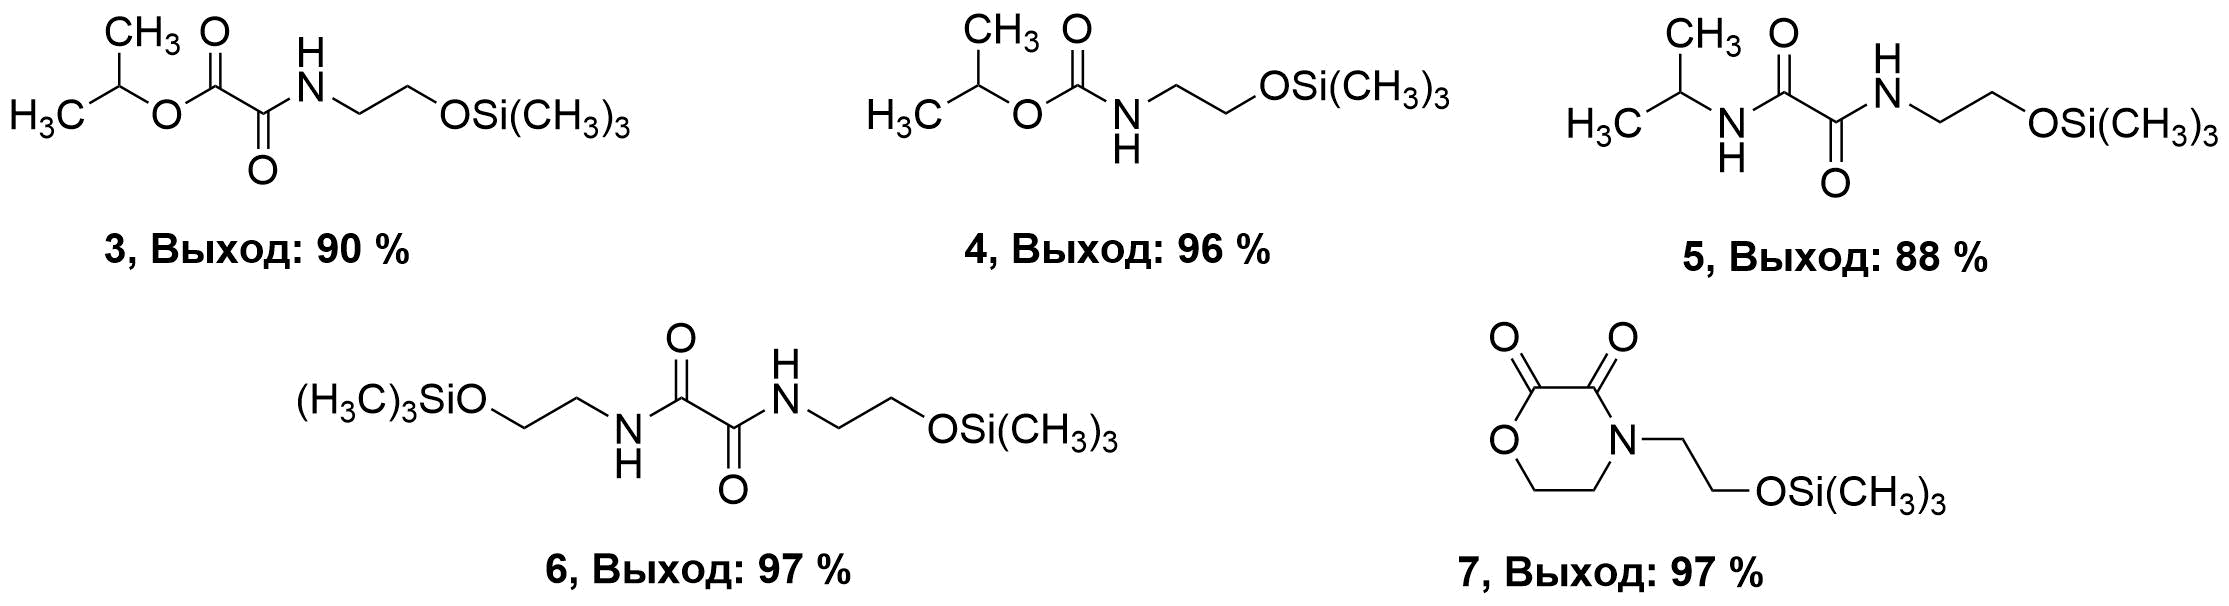 CH₃ O H
H₃C O N OSi(CH₃)₃
O
3, Выход: 90 %
CH₃ O
H₃C O N OSi(CH₃)₃
H
4, Выход: 96 %
CH₃ O H
H₃C N N OSi(CH₃)₃
H O
5, Выход: 88 %
O H
(H₃C)₃SiO N N OSi(CH₃)₃
H O
6, Выход: 97 %
O O
O N
OSi(CH₃)₃
7, Выход: 97 %